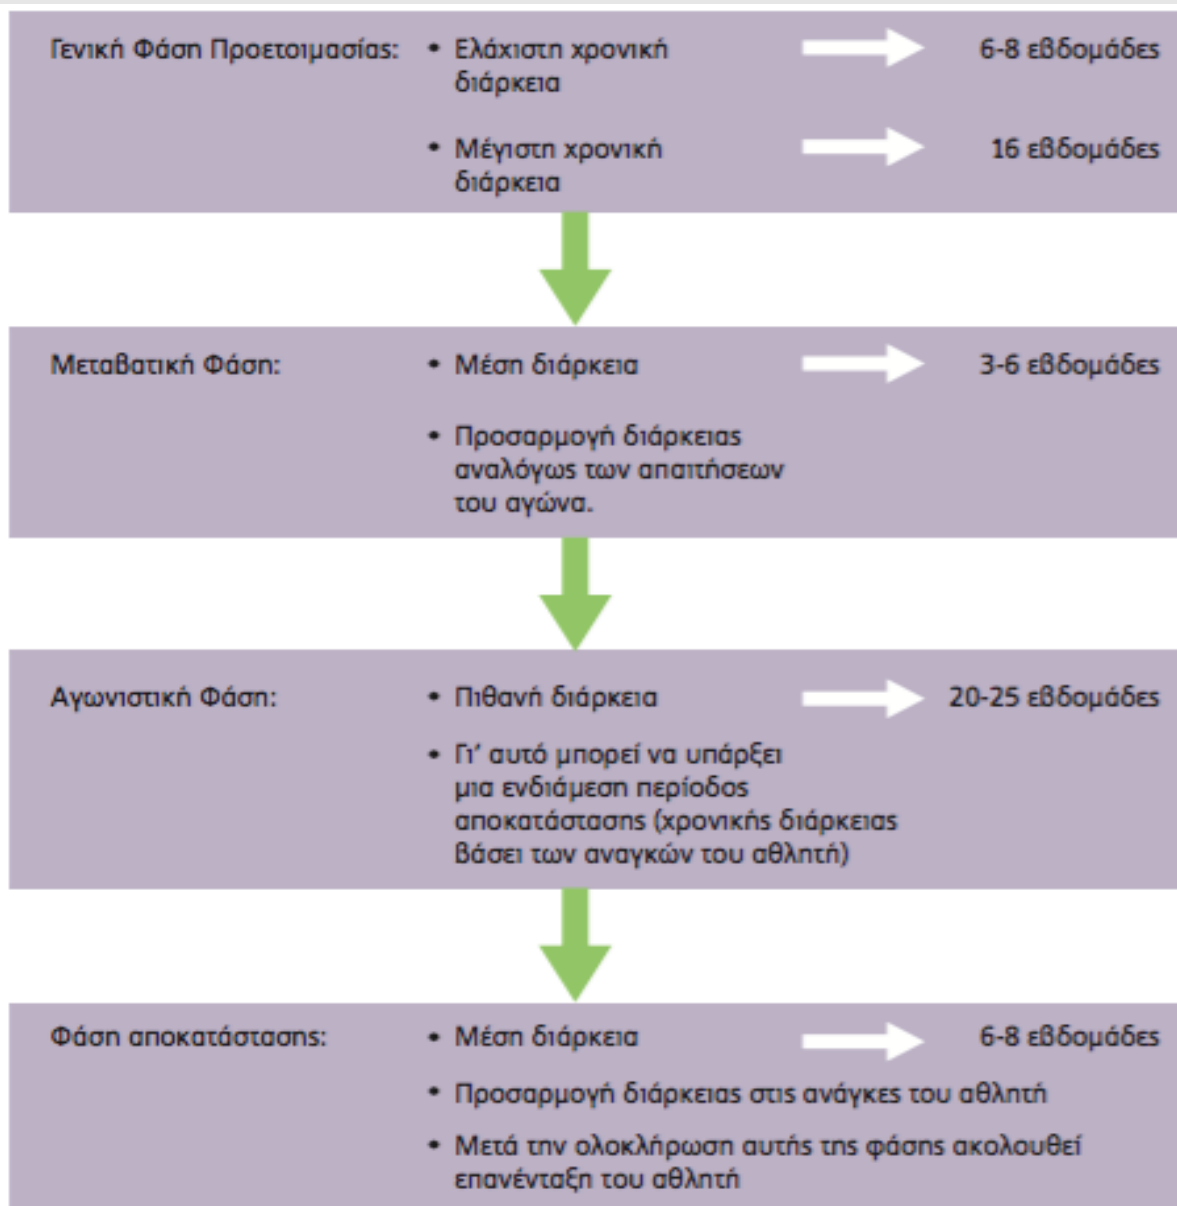 Γενική Φάση Προετοιμασίας: • Ελάχιστη χρονική 6-8 εβδομάδες
διάρκεια
• Μέγιστη χρονική 16 εβδομάδες
διάρκεια
Μεταβατική Φάση: • Μέση διάρκεια 3-6 εβδομάδες
• Προσαρμογή διάρκειας
αναλόγως των απαιτήσεων
του αγώνα.
Αγωνιστική Φάση: • Πιθανή διάρκεια 20-25 εβδομάδες
• Γι’ αυτό μπορεί να υπάρξει
μια ενδιάμεση περίοδος
αποκατάστασης (χρονικής διάρκειας
βάσει των αναγκών του αθλητή)
Φάση αποκατάστασης: • Μέση διάρκεια 6-8 εβδομάδες
• Προσαρμογή διάρκειας στις ανάγκες του αθλητή
• Μετά την ολοκλήρωση αυτής της φάσης ακολουθεί
επανένταξη του αθλητή